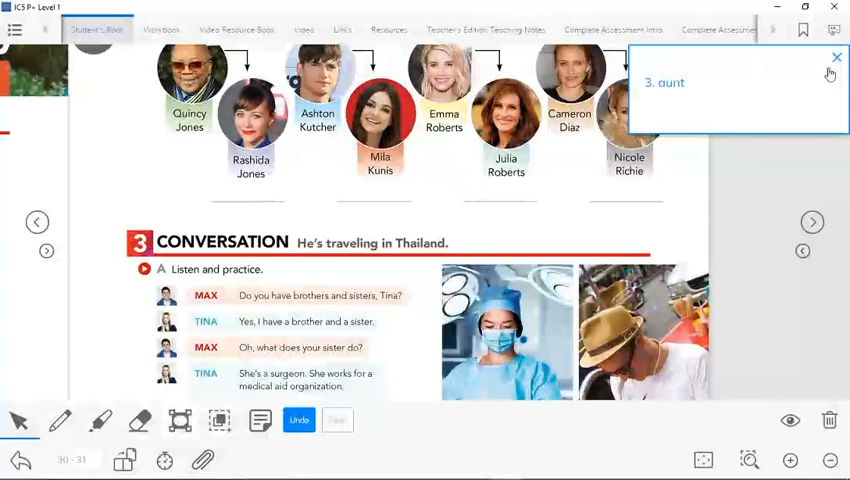 IC5 P+ Level 1
Student's Book
Workbook
Video Resource Book
Video
Links
Resources
Teacher's Edition: Teaching Notes
Complete Assessment Intro
Complete Assessme
3. aunt
Quincy
Jones
Rashida
Jones
Ashton
Kutcher
Mila
Kunis
Emma
Roberts
Julia
Roberts
Cameron
Diaz
Nicole
Richie
3 CONVERSATION He's traveling in Thailand.
A Listen and practice.
MAX Do you have brothers and sisters, Tina?
TINA Yes, I have a brother and a sister.
MAX Oh, what does your sister do?
TINA She's a surgeon. She works for a
medical aid organization.
Undo
30 - 31